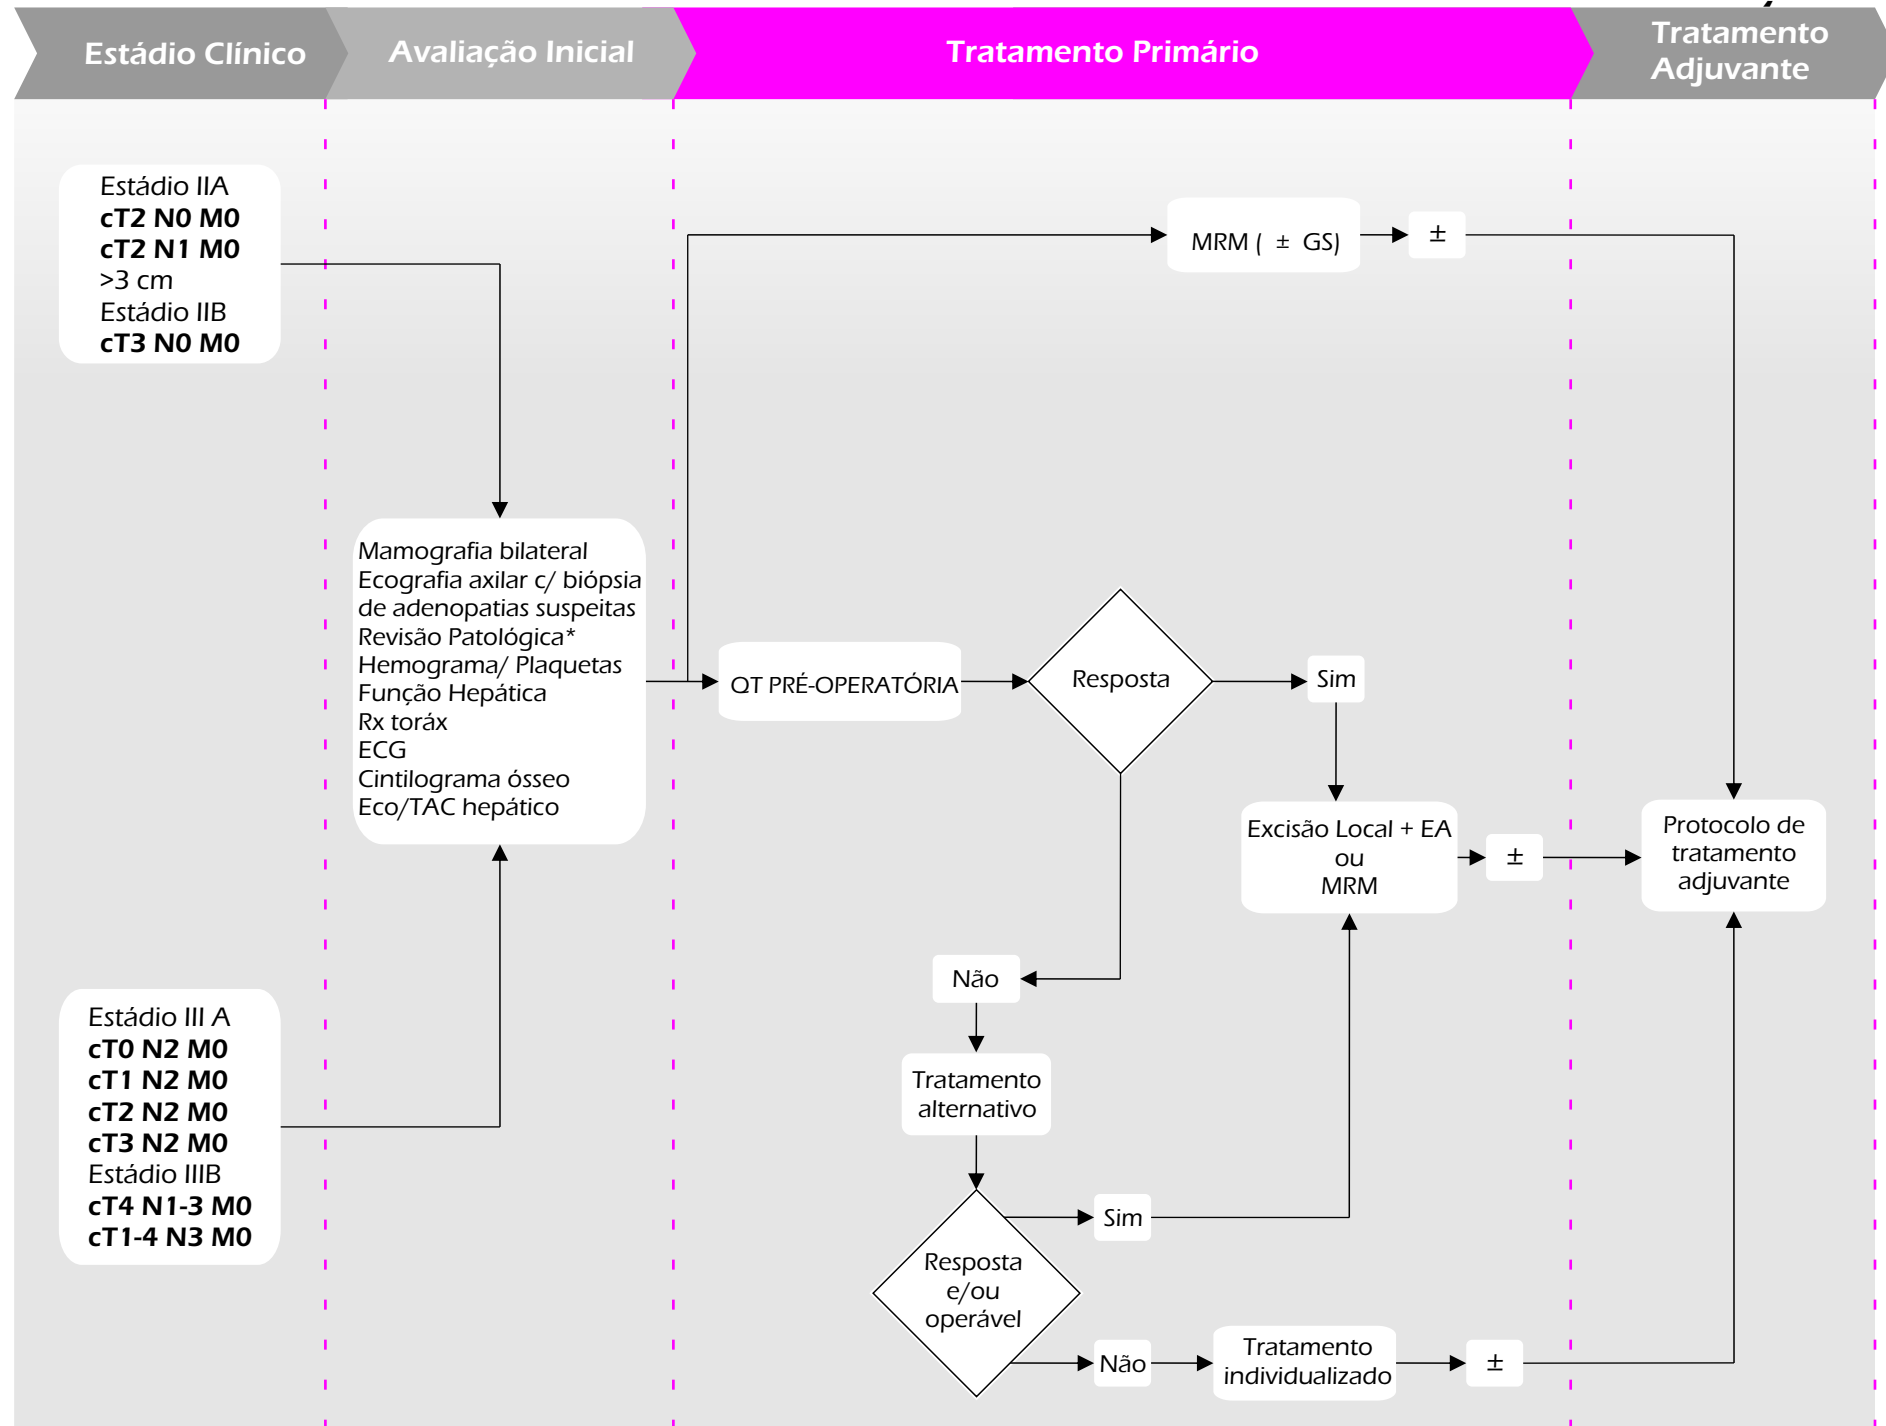 Estádio Clínico
Avaliação Inicial
Tratamento Primário
Tratamento
Adjuvante
Estádio IIA
cT2 N0 M0
cT2 N1 M0
>3 cm
Estádio IIB
cT3 N0 M0
MRM ( ± GS)
±
Mamografia bilateral
Ecografia axilar c/ biópsia
de adenopatias suspeitas
Revisão Patológica*
Hemograma/ Plaquetas
Função Hepática
Rx toráx
ECG
Cintilograma ósseo
Eco/TAC hepático
QT PRÉ-OPERATÓRIA
Resposta
Sim
Excisão Local + EA
ou
MRM
±
Protocolo de
tratamento
adjuvante
Não
Tratamento
alternativo
Estádio III A
cT0 N2 M0
cT1 N2 M0
cT2 N2 M0
cT3 N2 M0
Estádio IIIB
cT4 N1-3 M0
cT1-4 N3 M0
Sim
Resposta
e/ou
operável
Não
Tratamento
individualizado
±